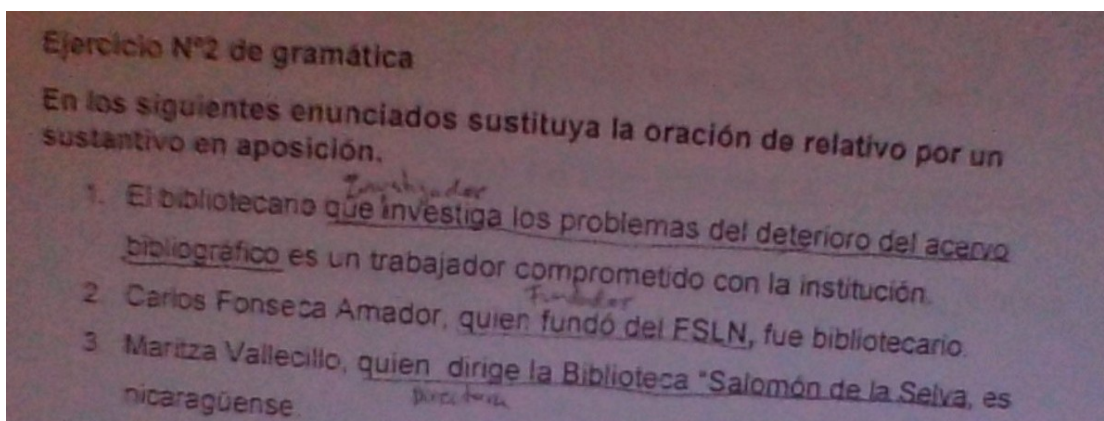 Ejercicio N°2 de gramática
En los siguientes enunciados sustituya la oración de relativo por un
sustantivo en aposición.
Investigador
1. El bibliotecario que investiga los problemas del deterioro del acervo
bibliográfico es un trabajador comprometido con la institución.
Fundador
2 Carlos Fonseca Amador, quien fundó del FSLN, fue bibliotecario.
3 Maritza Vallecillo, quien dirige la Biblioteca "Salomón de la Selva, es
nicaragüense.
Directora